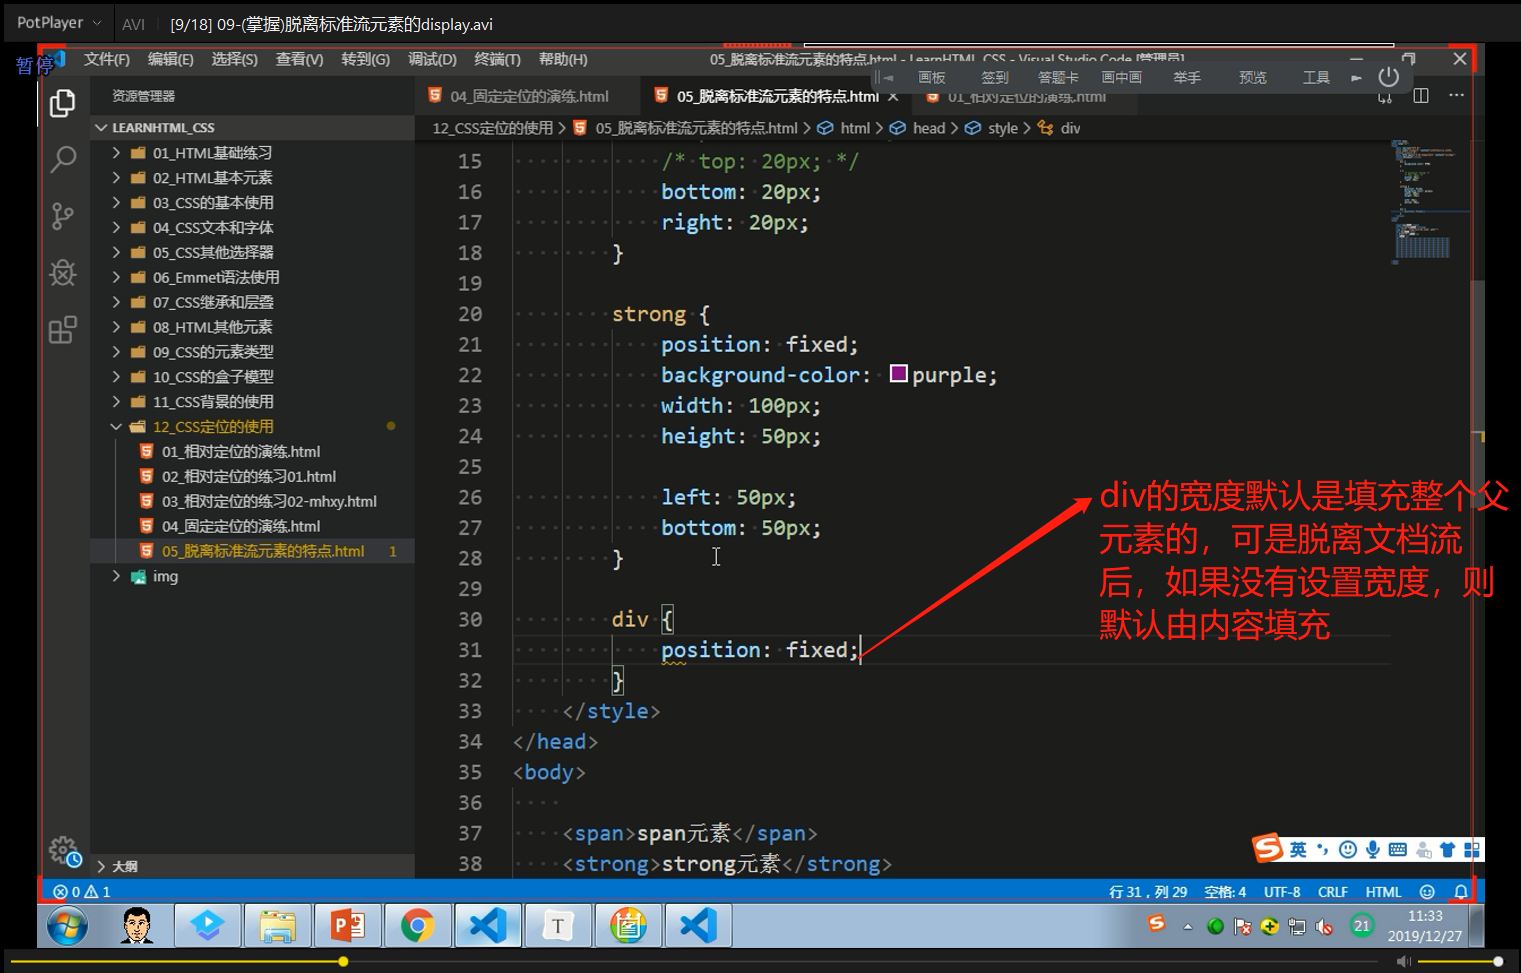 PotPlayer
AVI
[9/18] 09-(掌握)脱离标准流元素的display.avi
暂停
文件(F) 编辑(E) 选择(S) 查看(V) 转到(G) 调试(D) 终端(T) 帮助(H)
05_脱离标准流元素的特点.html - LearnHTML_CSS - Visual Studio Code [管理员]
画板 签到 答题卡 画中画 举手 预览 工具
资源管理器
04_固定定位的演练.html
05_脱离标准流元素的特点.html
01_相对定位的演练.html
LEARNHTML_CSS
12_CSS定位的使用 > 05_脱离标准流元素的特点.html > html > head > style > div
01_HTML基础练习
02_HTML基本元素
03_CSS的基本使用
04_CSS文本和字体
05_CSS其他选择器
06_Emmet语法使用
07_CSS继承和层叠
08_HTML其他元素
09_CSS的元素类型
10_CSS的盒子模型
11_CSS背景的使用
12_CSS定位的使用
01_相对定位的演练.html
02_相对定位的练习01.html
03_相对定位的练习02-mhxy.html
04_固定定位的演练.html
05_脱离标准流元素的特点.html 1
img
大纲
15 /* top: 20px; */
16 bottom: 20px;
17 right: 20px;
18 }
19
20 strong {
21 position: fixed;
22 background-color: purple;
23 width: 100px;
24 height: 50px;
25
26 left: 50px;
27 bottom: 50px;
28 }
29
30 div {
31 position: fixed;
32 }
33 </style>
34 </head>
35 <body>
36
37 <span>span元素</span>
38 <strong>strong元素</strong>
div的宽度默认是填充整个父
元素的，可是脱离文档流
后，如果没有设置宽度，则
默认由内容填充
英
0 1
行 31，列 29 空格: 4 UTF-8 CRLF HTML
21
11:33
2019/12/27